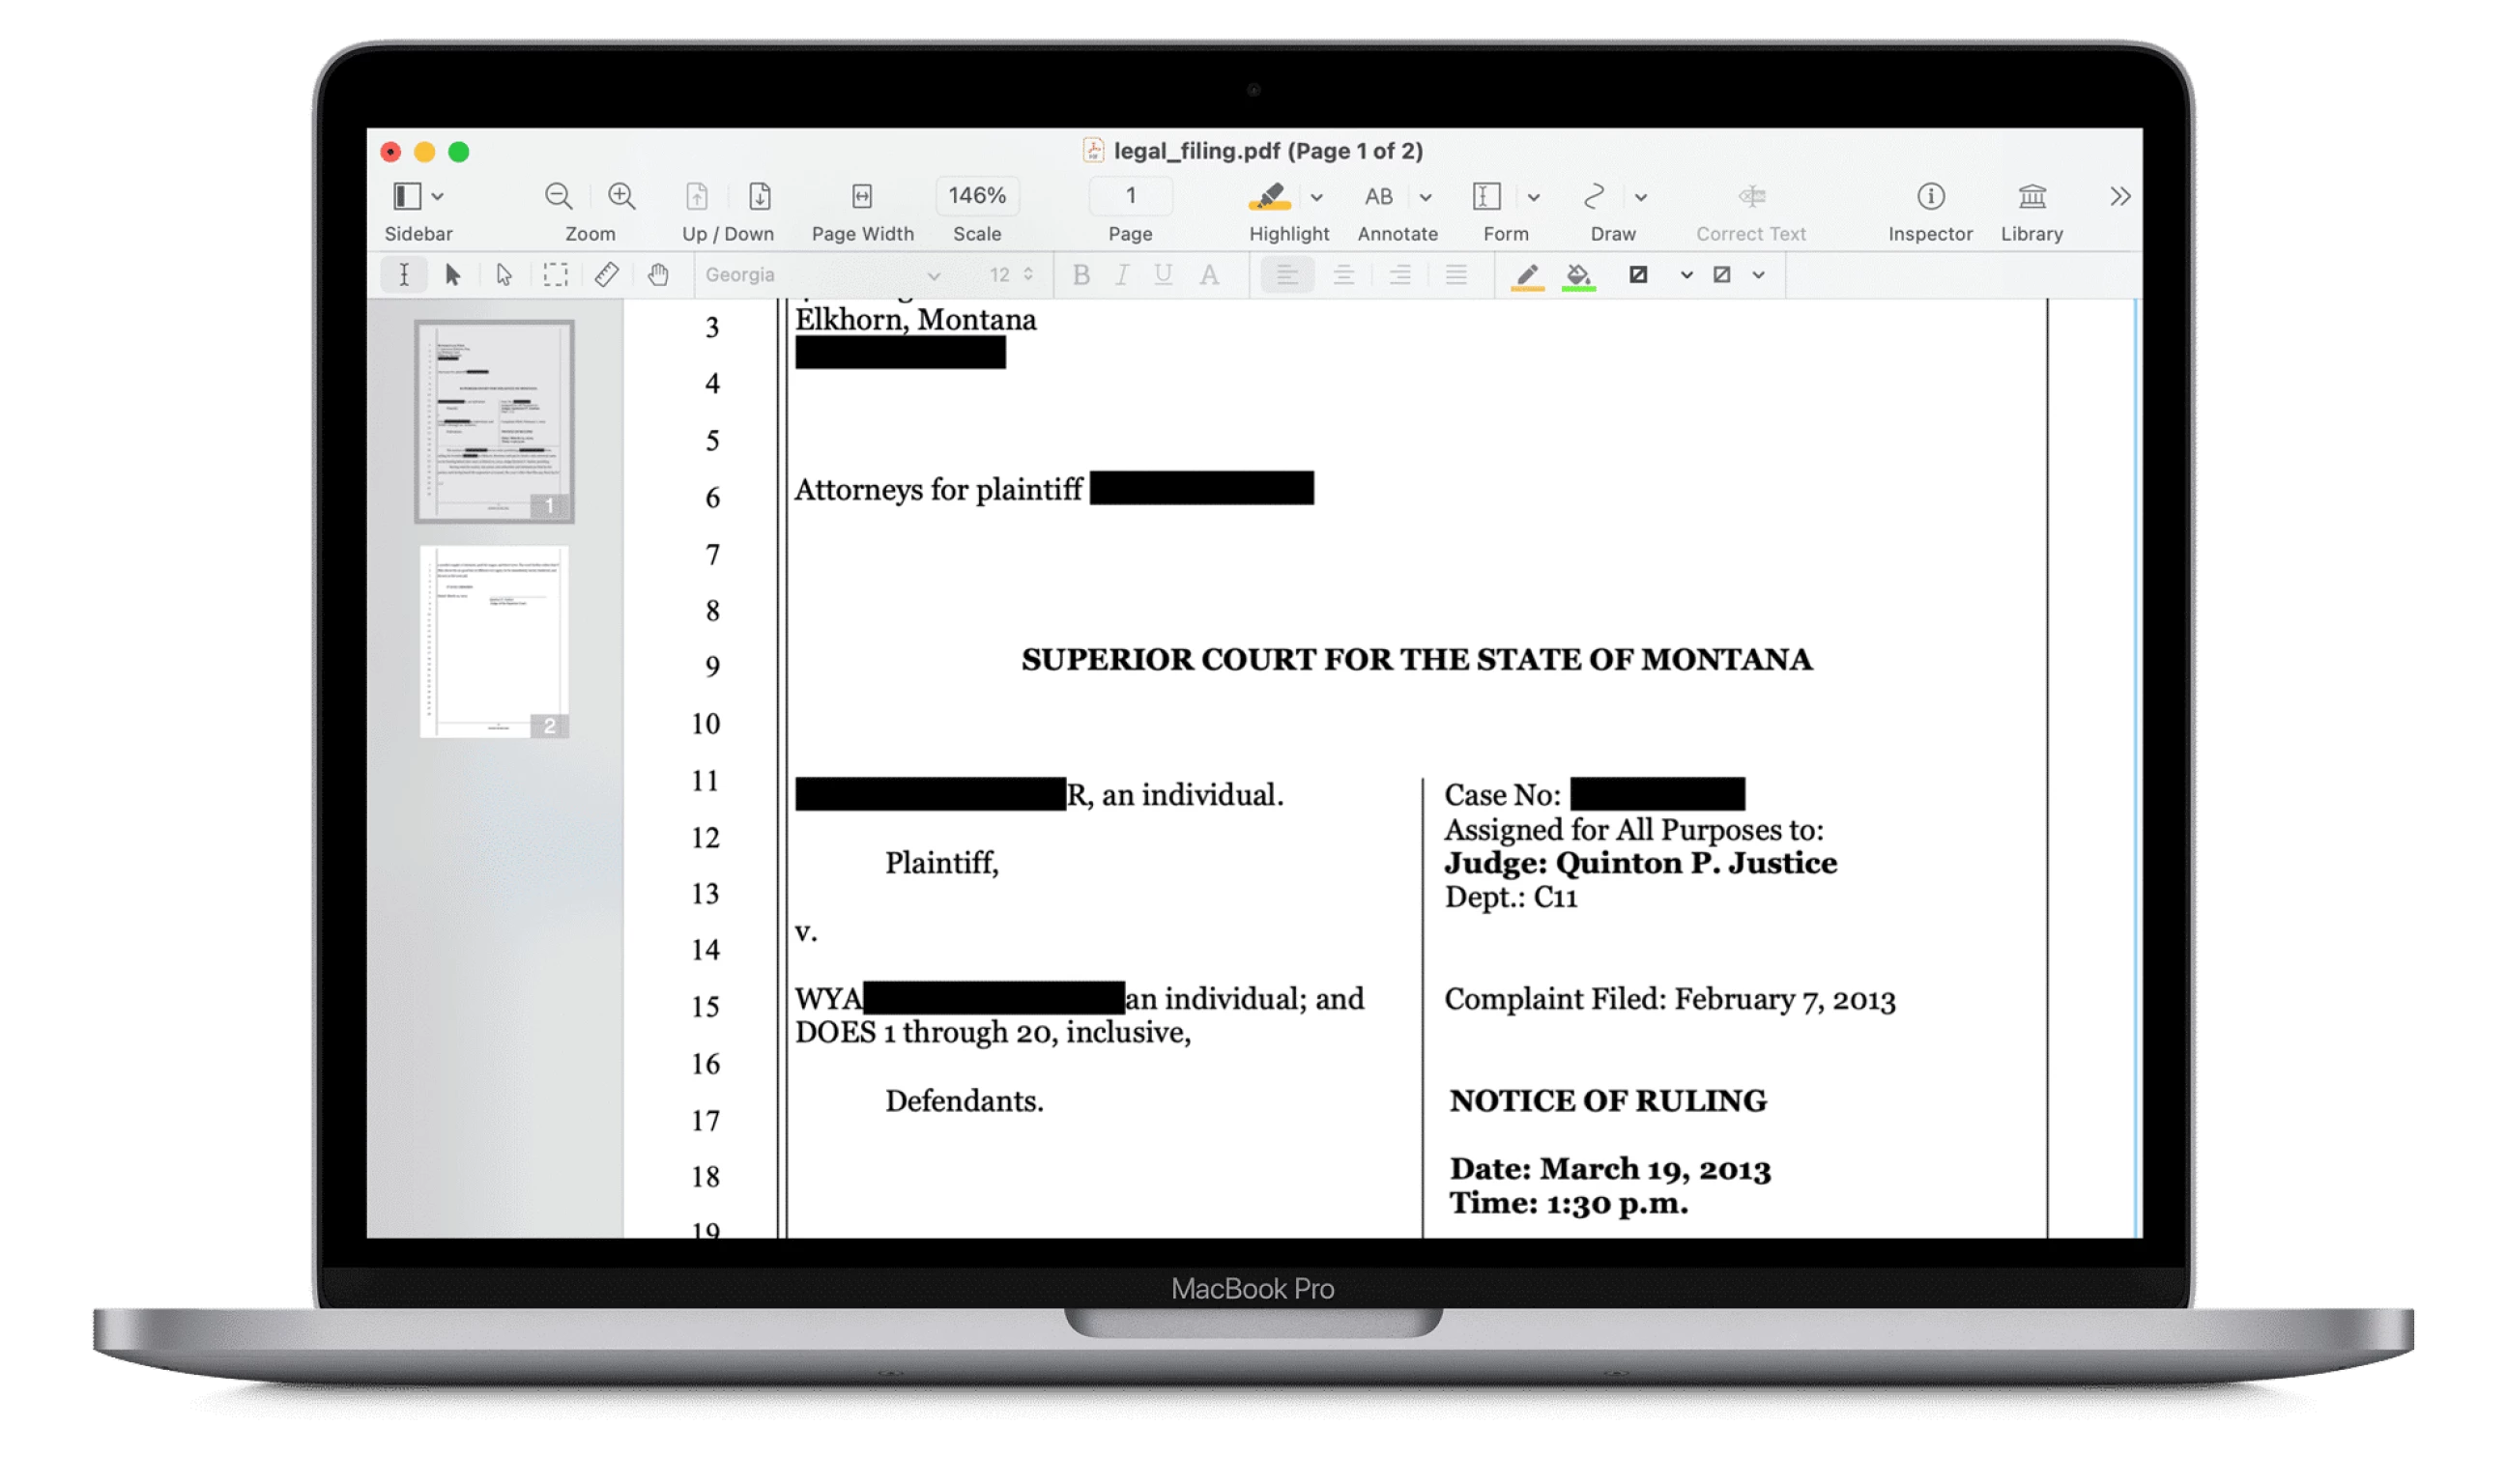 legal_filing.pdf (Page 1 of 2)
146%
1
AB
Sidebar
Zoom
Up / Down
Page Width
Scale
Page
Highlight
Annotate
Form
Draw
Correct Text
Inspector
Library
Georgia
12
B I U A
1
2
3
Elkhorn, Montana
4
5
6
Attorneys for plaintiff
7
8
9
SUPERIOR COURT FOR THE STATE OF MONTANA
10
11
R, an individual.
Case No:
12
Assigned for All Purposes to:
Plaintiff,
Judge: Quinton P. Justice
13
Dept.: C11
v.
14
15
WYA
an individual; and
Complaint Filed: February 7, 2013
DOES 1 through 20, inclusive,
16
Defendants.
NOTICE OF RULING
17
18
Date: March 19, 2013
Time: 1:30 p.m.
19
MacBook Pro